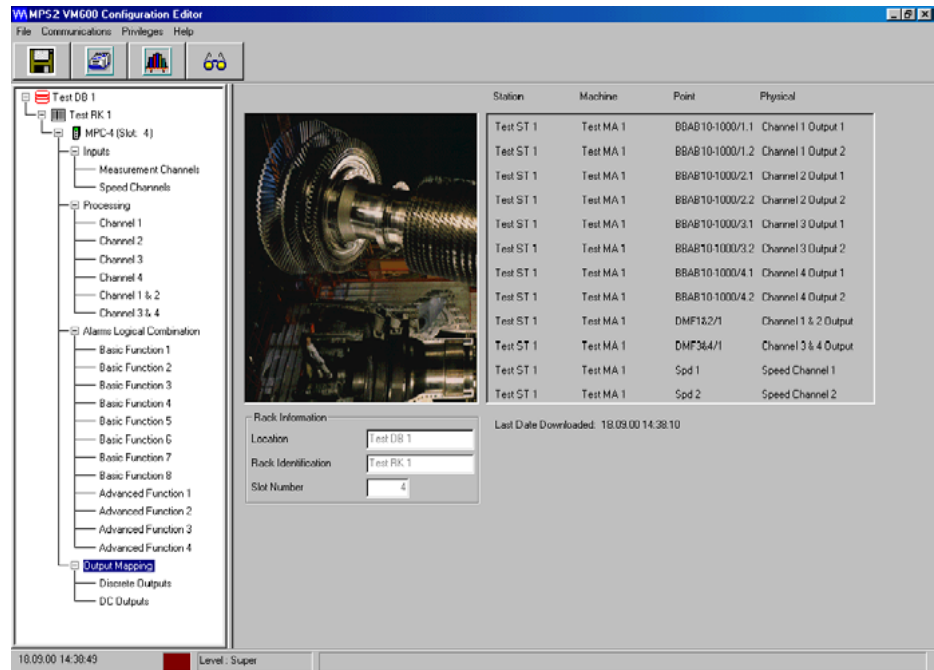 MPS2 VM600 Configuration Editor
File Communications Privileges Help
Test DB 1
Test RK 1
MPC-4 (Slot: 4)
Inputs
Measurement Channels
Speed Channels
Processing
Channel 1
Channel 2
Channel 3
Channel 4
Channel 1 & 2
Channel 3 & 4
Alarms Logical Combination
Basic Function 1
Basic Function 2
Basic Function 3
Basic Function 4
Basic Function 5
Basic Function 6
Basic Function 7
Basic Function 8
Advanced Function 1
Advanced Function 2
Advanced Function 3
Advanced Function 4
Output Mapping
Discrete Outputs
DC Outputs
Station Machine Point Physical
Test ST 1 Test MA 1 BBAB10-1000/1.1 Channel 1 Output 1
Test ST 1 Test MA 1 BBAB10-1000/1.2 Channel 1 Output 2
Test ST 1 Test MA 1 BBAB10-1000/2.1 Channel 2 Output 1
Test ST 1 Test MA 1 BBAB10-1000/2.2 Channel 2 Output 2
Test ST 1 Test MA 1 BBAB10-1000/3.1 Channel 3 Output 1
Test ST 1 Test MA 1 BBAB10-1000/3.2 Channel 3 Output 2
Test ST 1 Test MA 1 BBAB10-1000/4.1 Channel 4 Output 1
Test ST 1 Test MA 1 BBAB10-1000/4.2 Channel 4 Output 2
Test ST 1 Test MA 1 DMF1&2/1 Channel 1 & 2 Output
Test ST 1 Test MA 1 DMF3&4/1 Channel 3 & 4 Output
Test ST 1 Test MA 1 Spd 1 Speed Channel 1
Test ST 1 Test MA 1 Spd 2 Speed Channel 2
Rack Information
Location Test DB 1
Rack Identification Test RK 1
Slot Number 4
Last Date Downloaded: 18.09.00 14:38:10
18.09.00 14:38:49 Level : Super